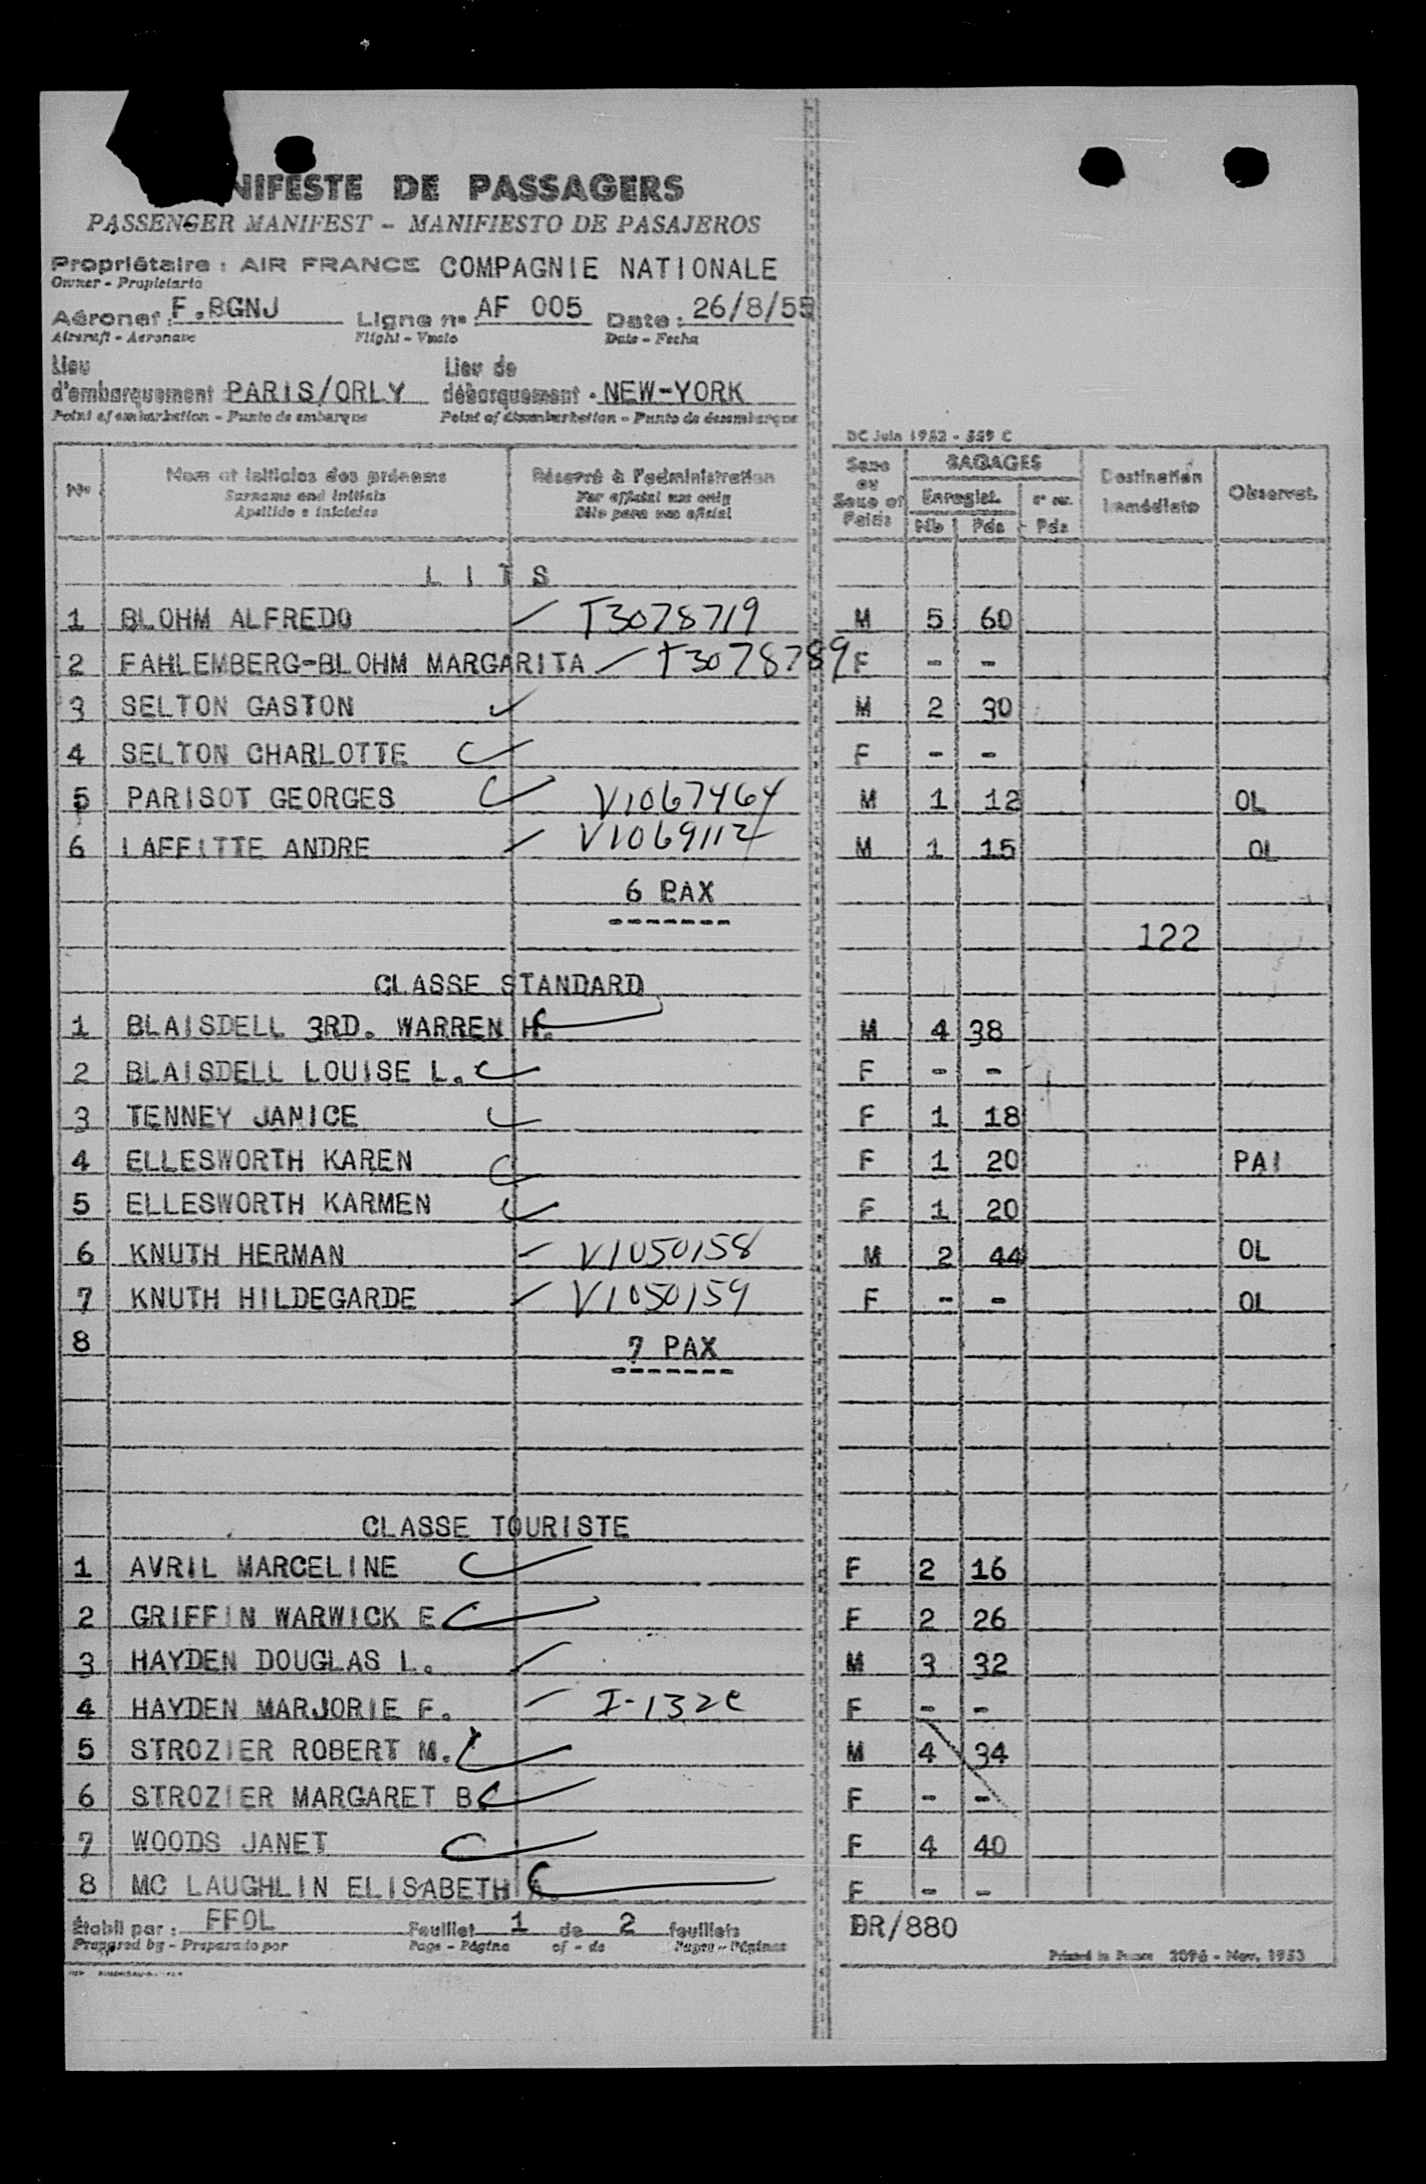 NIFESTE DE PASSAGERS
PASSENGER MANIFEST - MANIFIESTO DE PASAJEROS
Propriétaire : AIR FRANCE COMPAGNIE NATIONALE
Owner - Propietario
Aéronef : F.BGNJ Ligne n° AF 005 Date : 26/8/55
Aircraft - Aeronave Flight - Vuelo Date - Fecha
Lieu Lieu de
d'embarquement PARIS/ORLY débarquement - NEW-YORK
Point of embarkation - Punto de embarque Point of disembarkation - Punto de desembarque
DC Juin 1952 - 559 C
N° Nom et initiales des prénoms Réservé à l'administration Sexe BAGAGES Destination Observat.
Surname and initials For official use only ou Enregist. immédiate
Apellido e iniciales Sólo para uso oficial Sexe et Poids Nb Pds Pds
LITS
1 BLOHM ALFREDO T3078719 M 5 60
2 FAHLEMBERG-BLOHM MARGARITA T3078789 F - -
3 SELTON GASTON M 2 30
4 SELTON CHARLOTTE F - -
5 PARISOT GEORGES V1067464 M 1 12 OL
6 LAFFITTE ANDRE V1069112 M 1 15 OL
6 PAX
122
CLASSE STANDARD
1 BLAISDELL 3RD. WARREN H. M 4 38
2 BLAISDELL LOUISE L. F - -
3 TENNEY JANICE F 1 18
4 ELLESWORTH KAREN F 1 20 PAI
5 ELLESWORTH KARMEN F 1 20
6 KNUTH HERMAN V1050158 M 2 44 OL
7 KNUTH HILDEGARDE V1050159 F - - OL
8 7 PAX
CLASSE TOURISTE
1 AVRIL MARCELINE F 2 16
2 GRIFFIN WARWICK E F 2 26
3 HAYDEN DOUGLAS L. M 3 32
4 HAYDEN MARJORIE F. I-132e F - -
5 STROZIER ROBERT M. M 4 34
6 STROZIER MARGARET B F - -
7 WOODS JANET F 4 40
8 MC LAUGHLIN ELISABETH A. F - -
Établi par : FFOL Feuillet 1 de 2 feuillets DR/880
Prepared by - Preparado por Page - Página of - de Pages - Páginas Printed in France 2096 - Nov. 1953